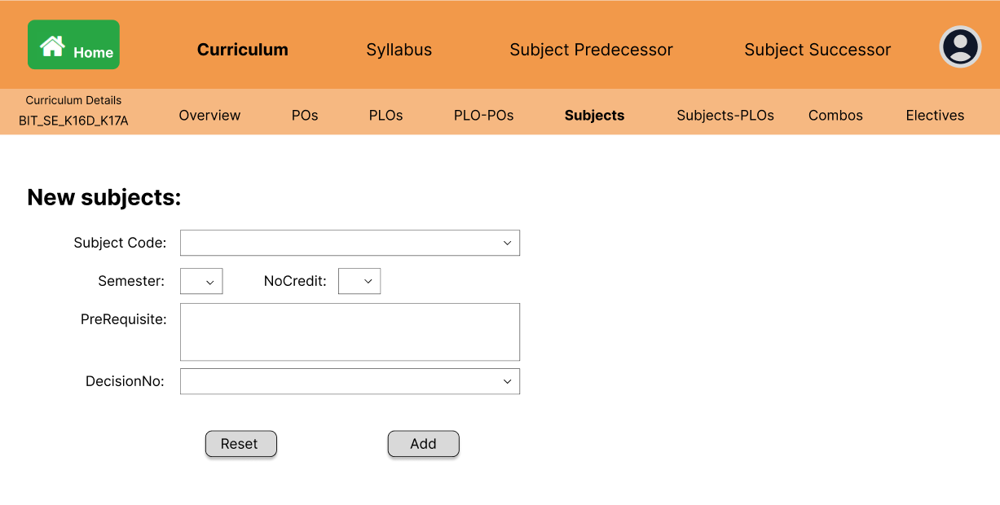 Home Curriculum Syllabus Subject Predecessor Subject Successor
Curriculum Details
BIT_SE_K16D_K17A
Overview POs PLOs PLO-POs Subjects Subjects-PLOs Combos Electives
New subjects:
Subject Code:
Semester: NoCredit:
PreRequisite:
DecisionNo:
Reset Add